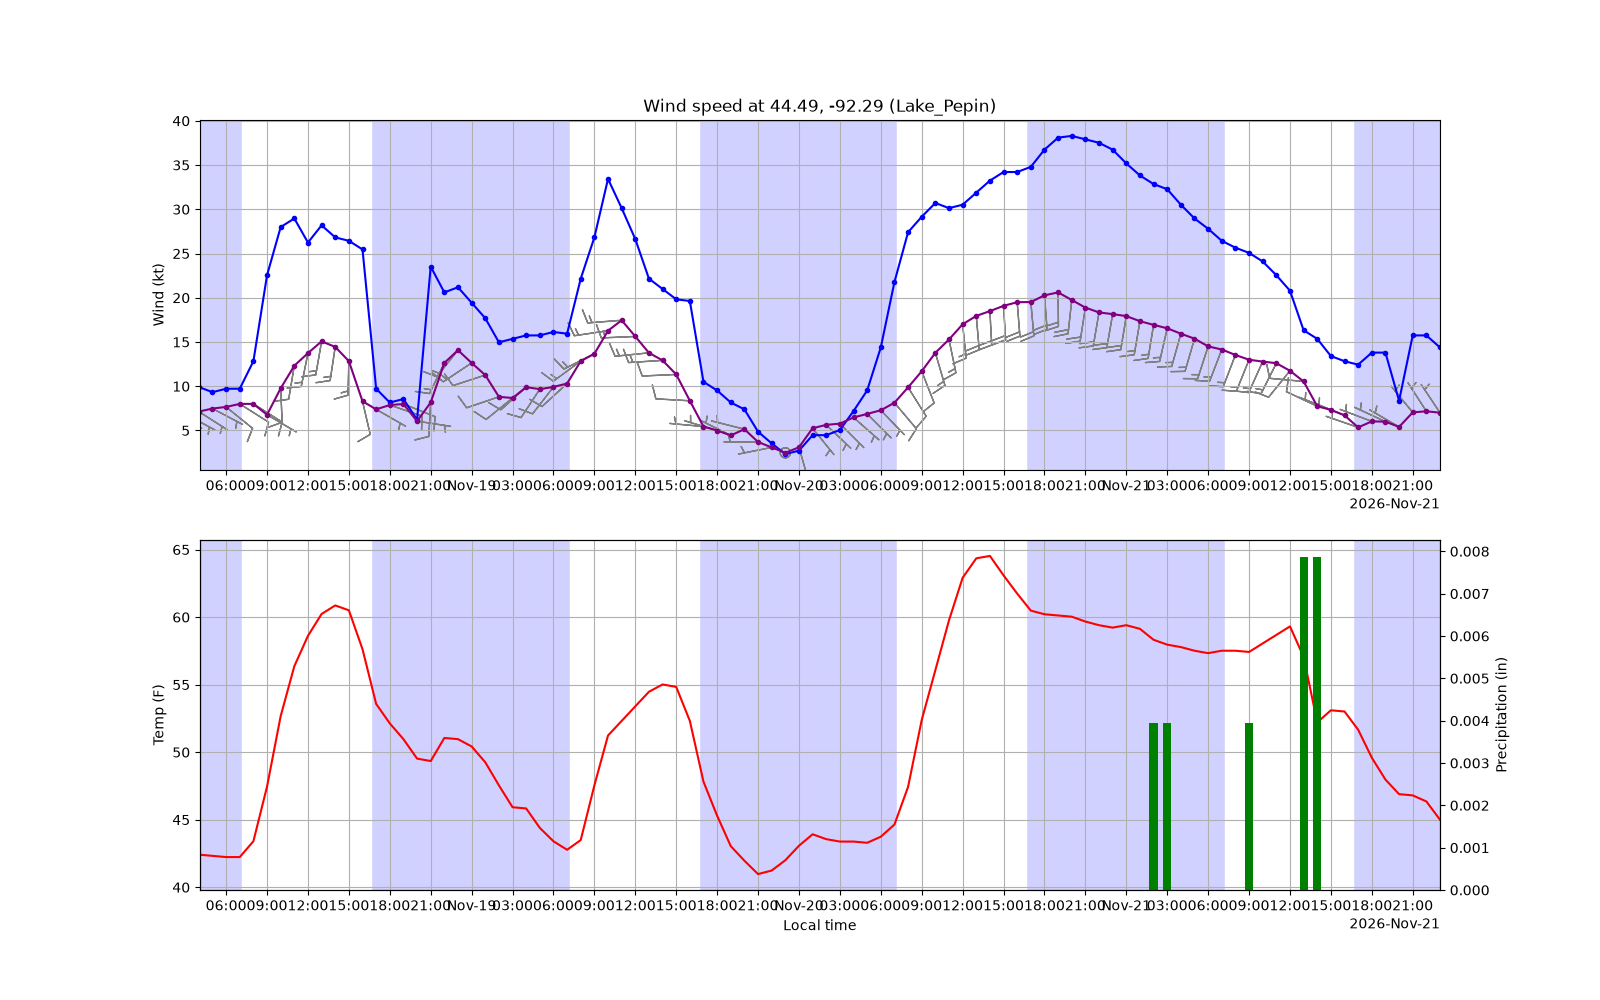 Wind speed at 44.49, -92.29 (Lake_Pepin)
40
35
30
25
20
15
10
5
Wind (kt)
06:00 09:00 12:00 15:00 18:00 21:00 Nov-19 03:00 06:00 09:00 12:00 15:00 18:00 21:00 Nov-20 03:00 06:00 09:00 12:00 15:00 18:00 21:00 Nov-21 03:00 06:00 09:00 12:00 15:00 18:00 21:00
2026-Nov-21
65
60
55
50
45
40
Temp (F)
0.008
0.007
0.006
0.005
0.004
0.003
0.002
0.001
0.000
Precipitation (in)
06:00 09:00 12:00 15:00 18:00 21:00 Nov-19 03:00 06:00 09:00 12:00 15:00 18:00 21:00 Nov-20 03:00 06:00 09:00 12:00 15:00 18:00 21:00 Nov-21 03:00 06:00 09:00 12:00 15:00 18:00 21:00
Local time
2026-Nov-21